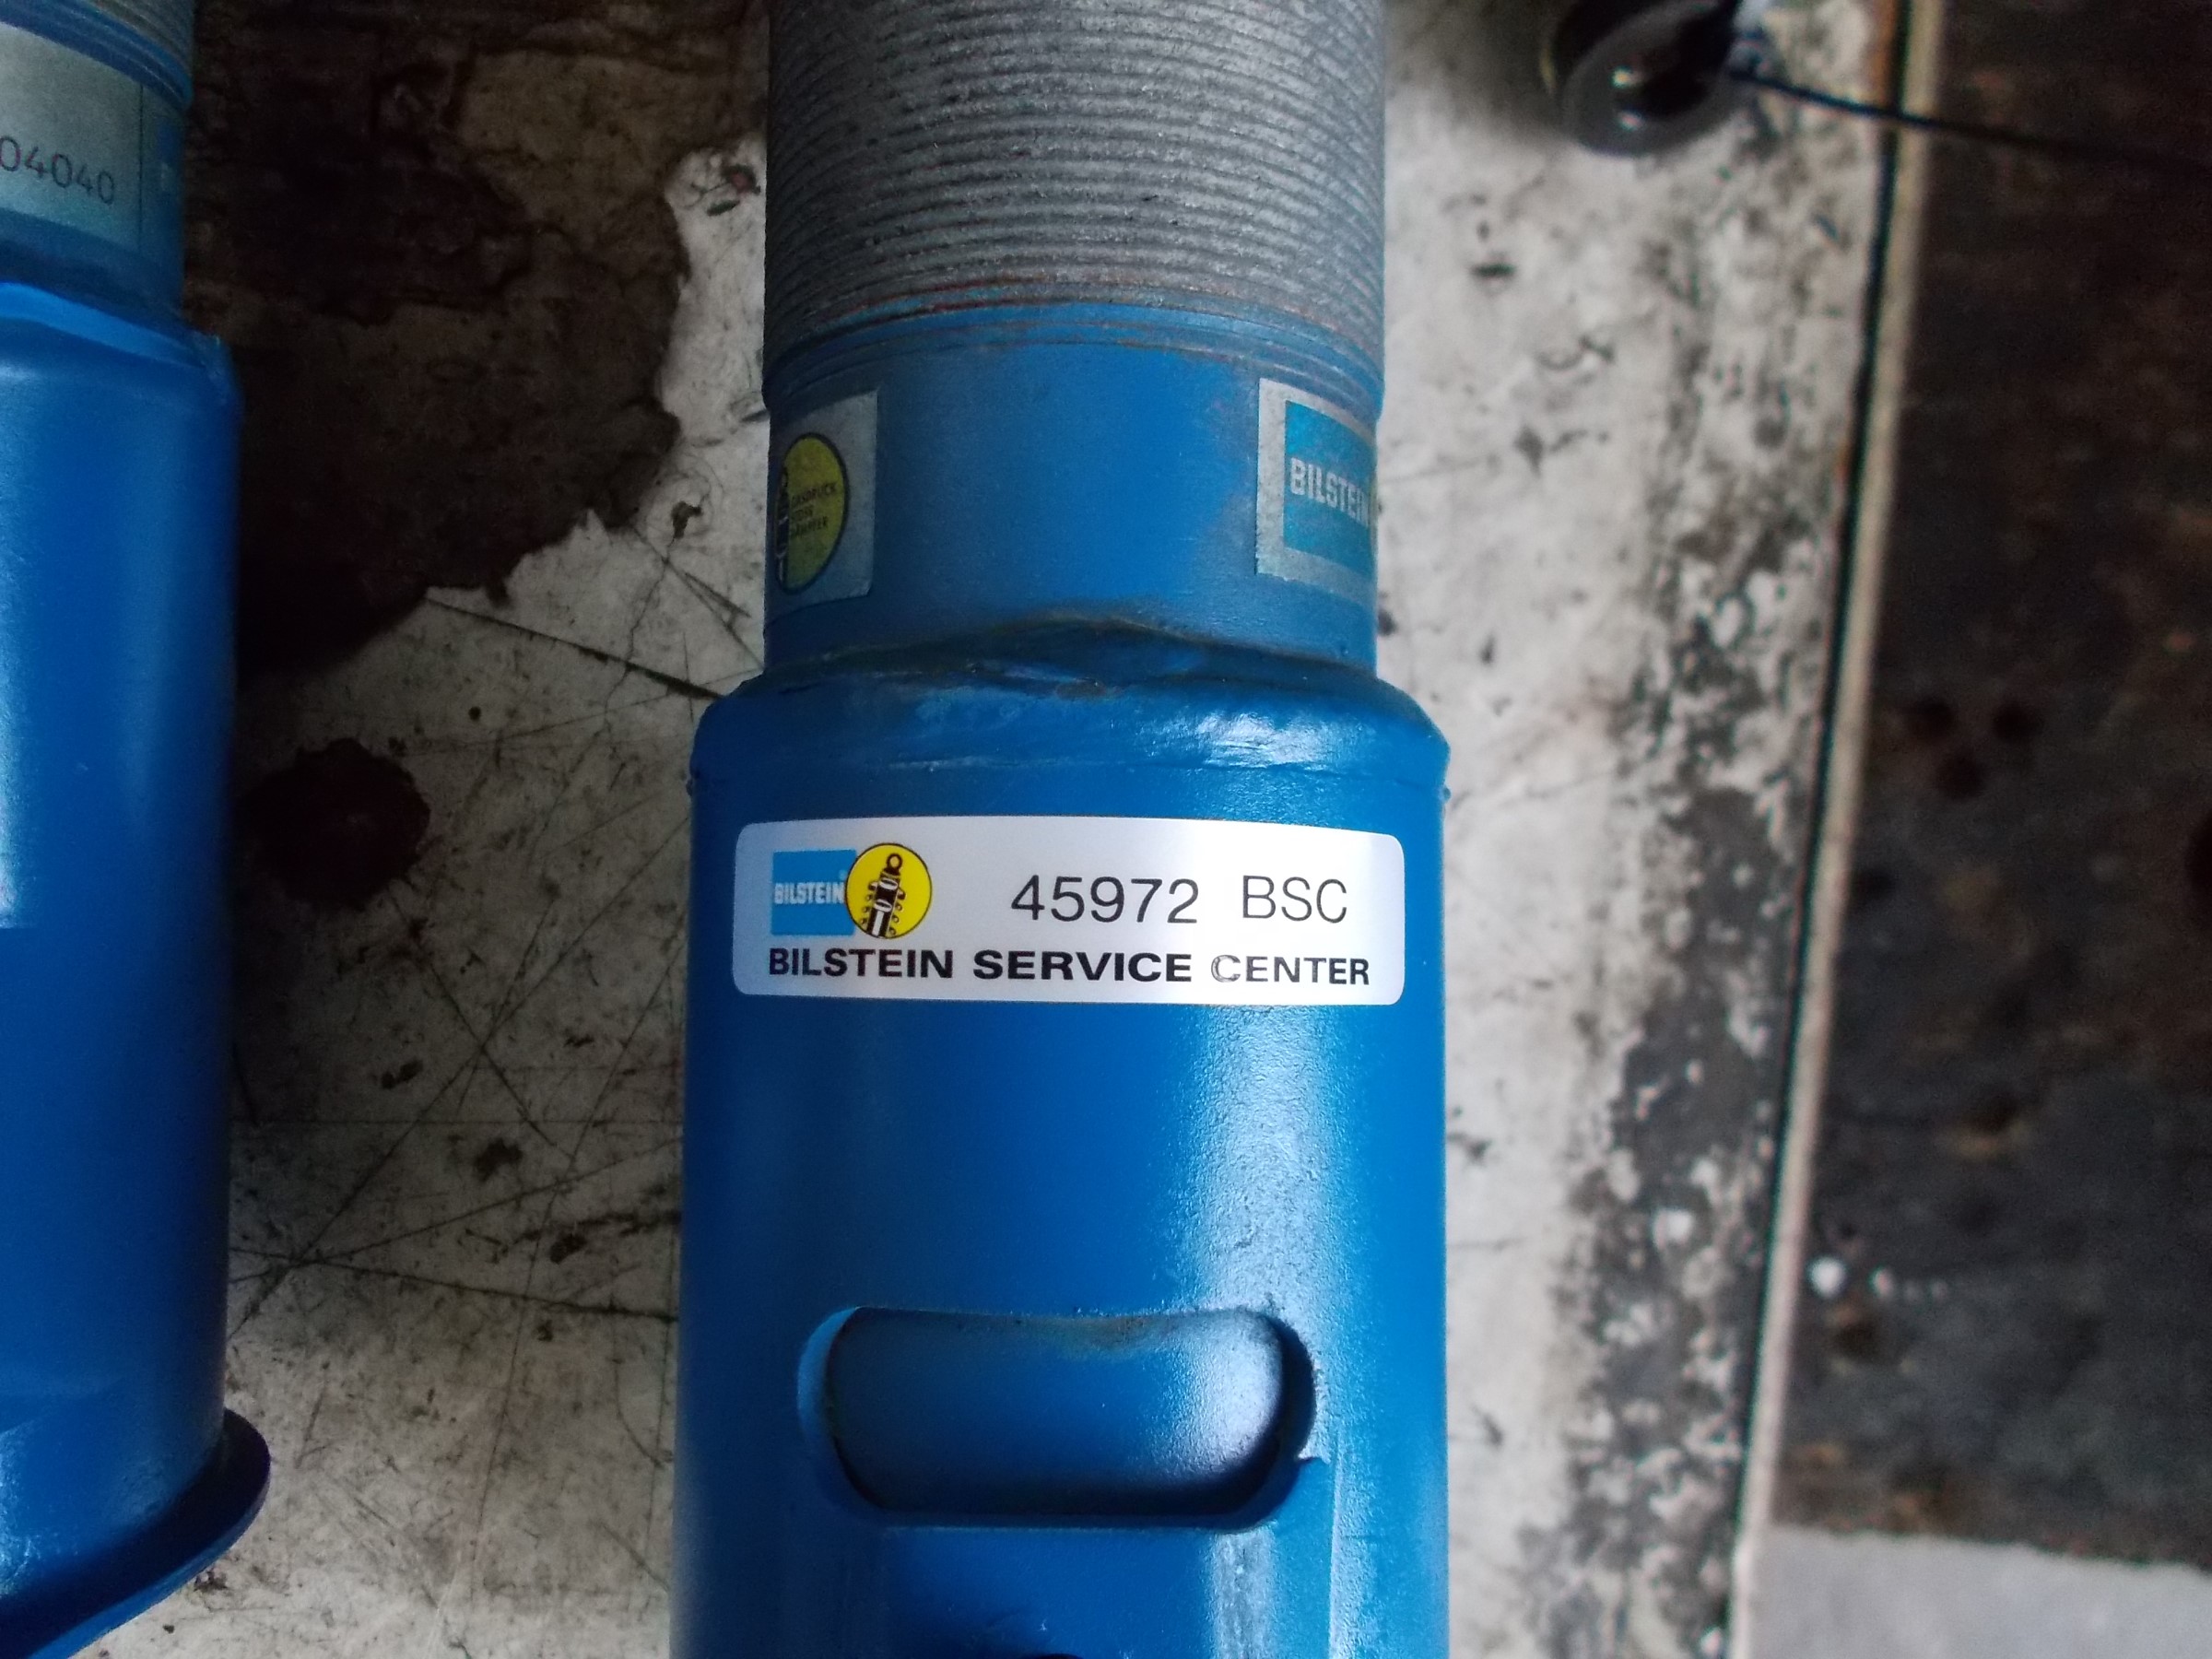 04040
BILSTEIN
BILSTEIN
45972 BSC
BILSTEIN SERVICE CENTER